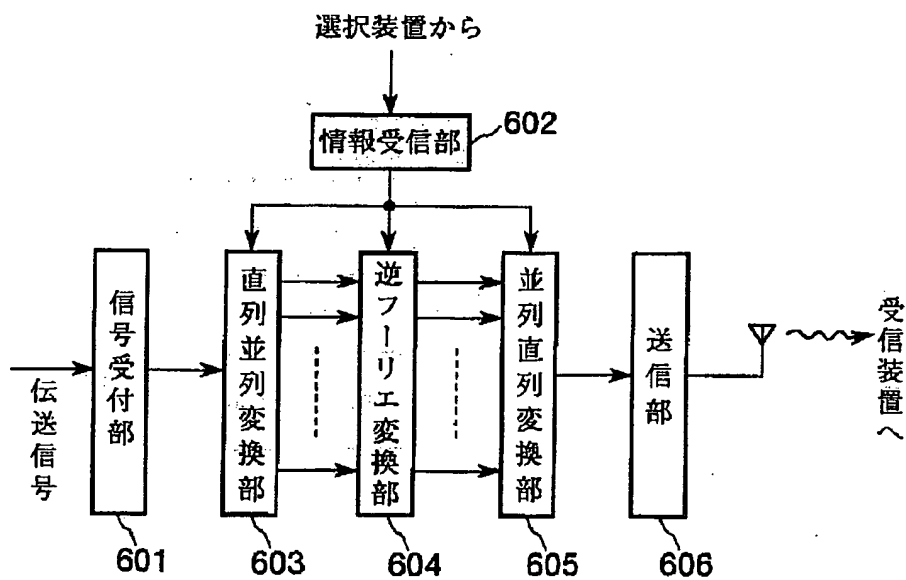 選択装置から
情報受信部
602
伝送信号
信号受付部
601
直列並列変換部
603
逆フーリエ変換部
604
並列直列変換部
605
送信部
606
受信装置へ